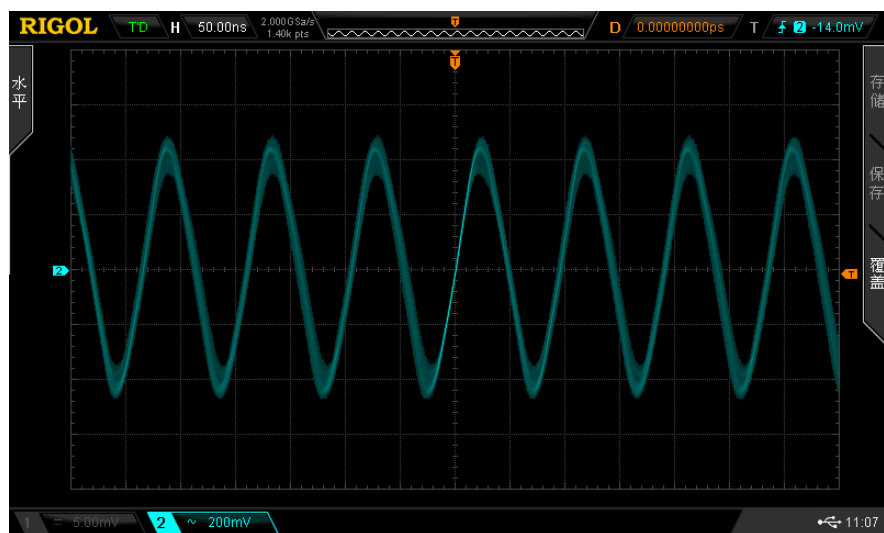 RIGOL T'D H 50.00ns 2.000GSa/s D 0.00000000ps T 2 -14.0mV
1.40k pts
T
T
水平
存储
保存
覆盖
2
T
1 = 5.00mV 2 ~ 200mV 11:07